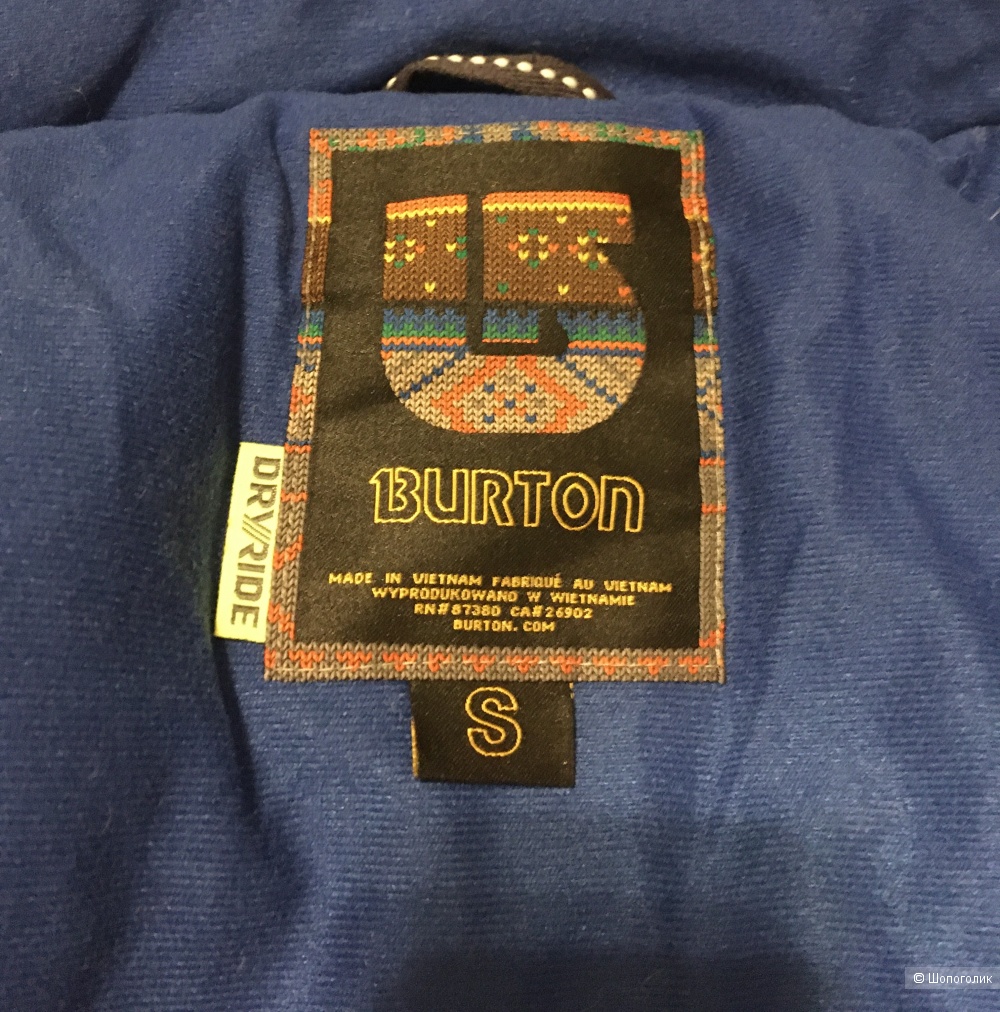 BURTON
DRY//RIDE
MADE IN VIETNAM FABRIQUÉ AU VIETNAM
WYPRODUKOWANO W WIETNAMIE
RN#87380 CA#26902
BURTON.COM
S
© Шопоголик